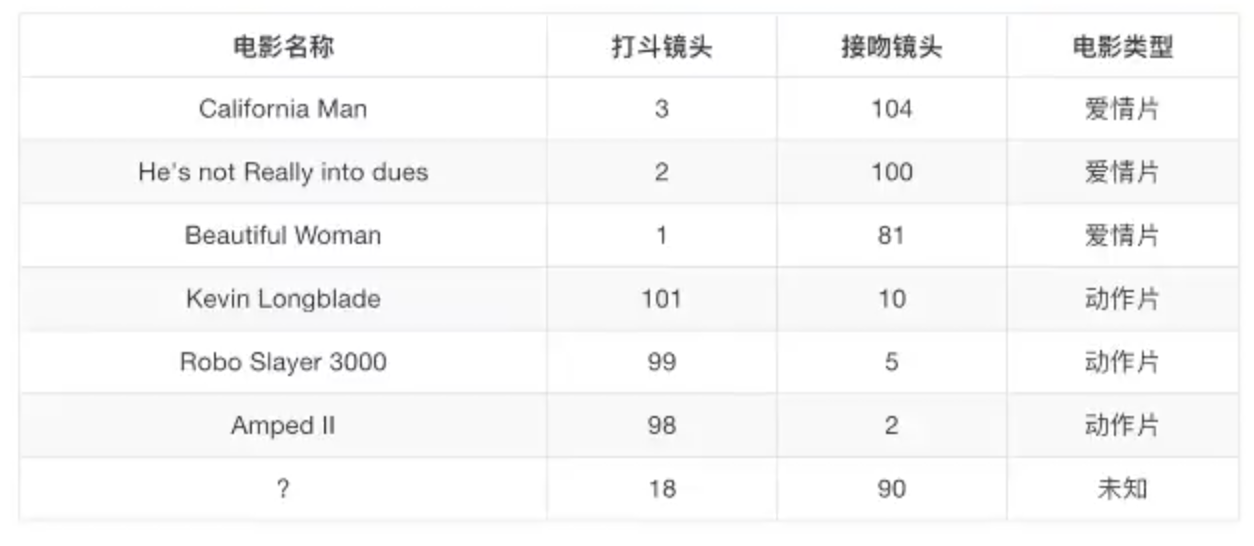 电影名称 打斗镜头 接吻镜头 电影类型
California Man 3 104 爱情片
He's not Really into dues 2 100 爱情片
Beautiful Woman 1 81 爱情片
Kevin Longblade 101 10 动作片
Robo Slayer 3000 99 5 动作片
Amped II 98 2 动作片
? 18 90 未知